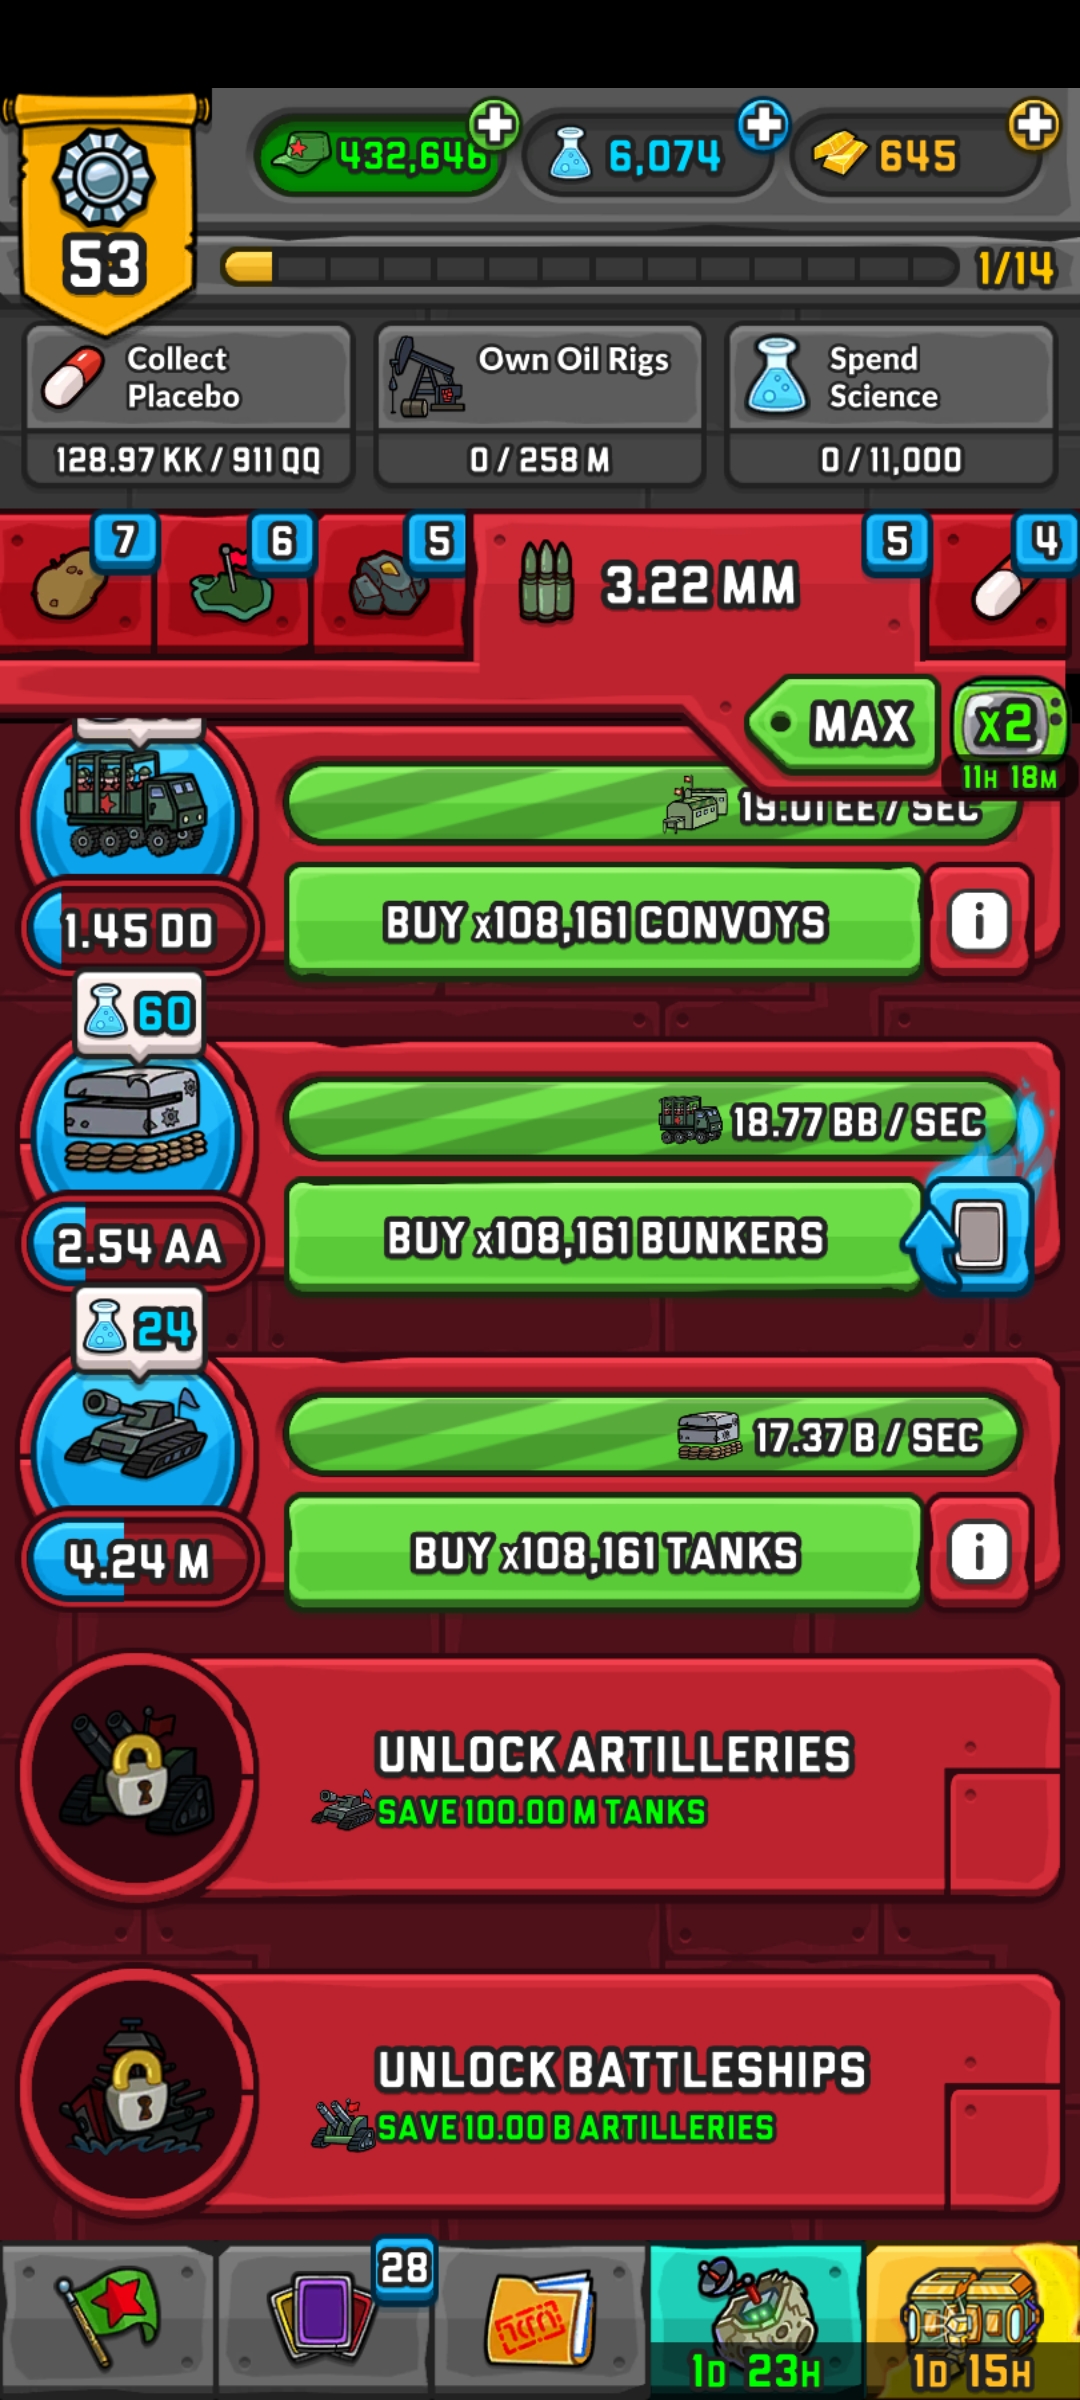 432,646
6,074
645
53
1/14
Collect
Placebo
128.97 KK / 911 QQ
Own Oil Rigs
0 / 258 M
Spend
Science
0 / 11,000
7
6
5
3.22 MM
5
4
MAX
x2
11H 18M
19.01 EE / SEC
BUY x108,161 CONVOYS
1.45 DD
60
18.77 BB / SEC
BUY x108,161 BUNKERS
2.54 AA
24
17.37 B / SEC
BUY x108,161 TANKS
4.24 M
UNLOCK ARTILLERIES
SAVE 100.00 M TANKS
UNLOCK BATTLESHIPS
SAVE 10.00 B ARTILLERIES
28
1D 23H
1D 15H